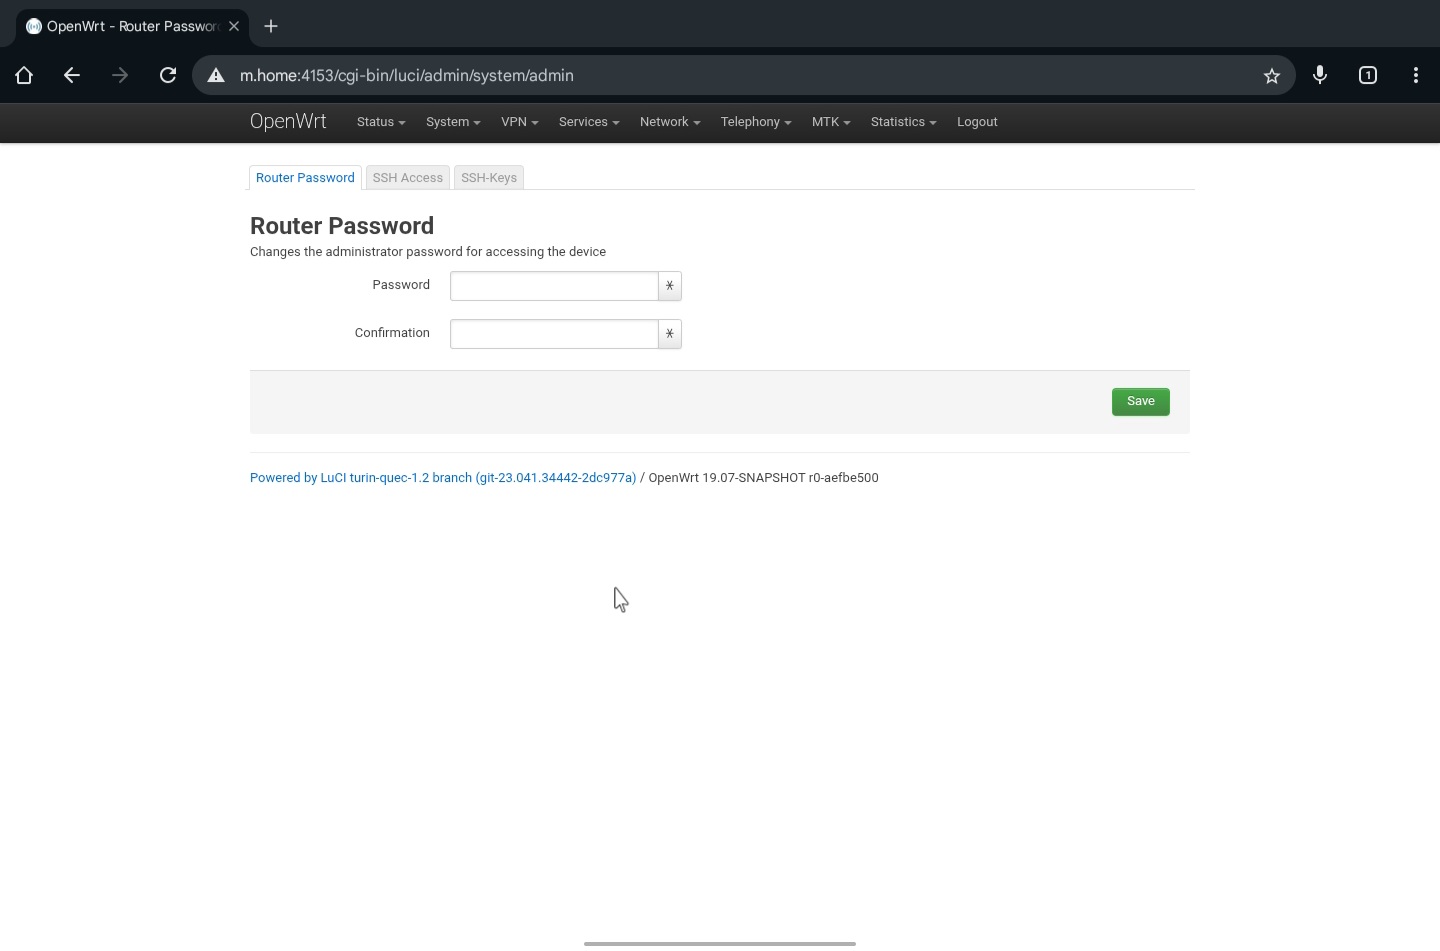 OpenWrt - Router Passwor
m.home:4153/cgi-bin/luci/admin/system/admin
1
OpenWrt Status System VPN Services Network Telephony MTK Statistics Logout
Router Password SSH Access SSH-Keys
Router Password
Changes the administrator password for accessing the device
Password
Confirmation
Save
Powered by LuCI turin-quec-1.2 branch (git-23.041.34442-2dc977a) / OpenWrt 19.07-SNAPSHOT r0-aefbe500